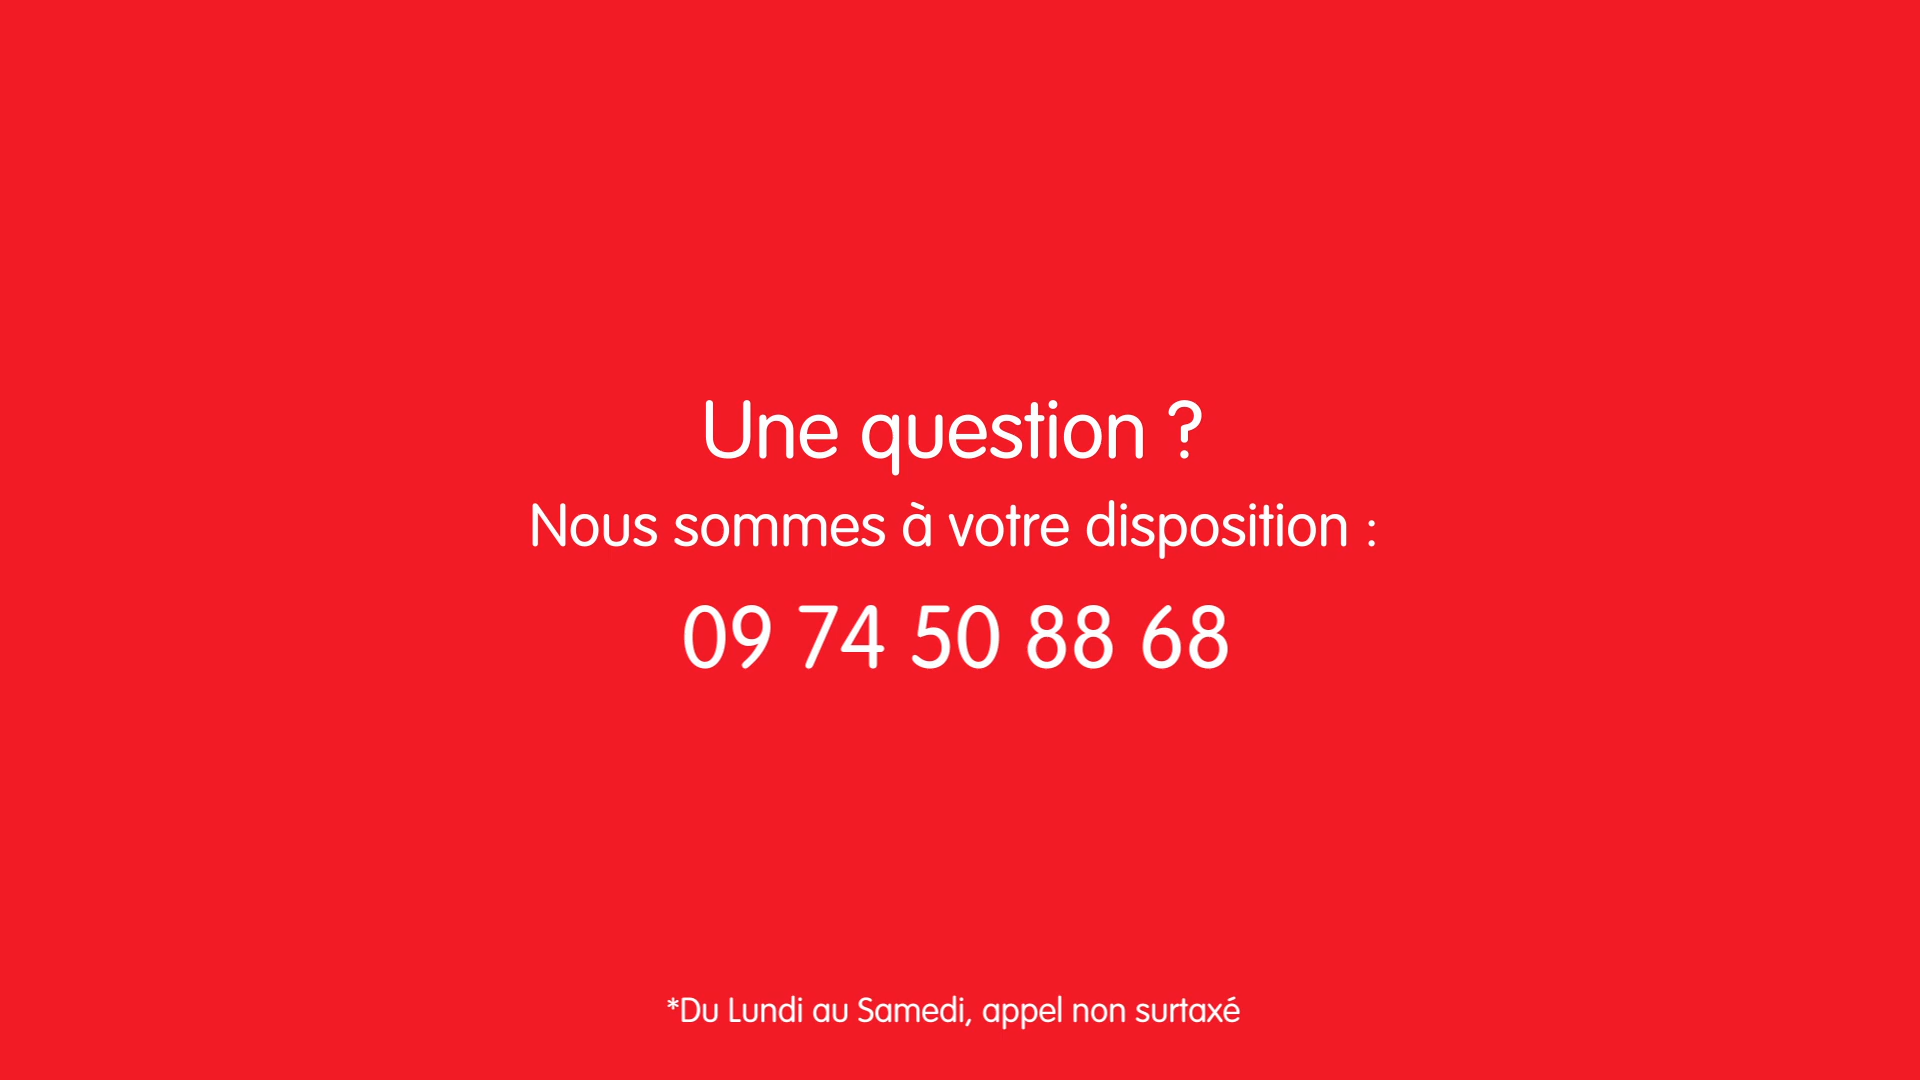 Une question ?
Nous sommes à votre disposition :
09 74 50 88 68
*Du Lundi au Samedi, appel non surtaxé